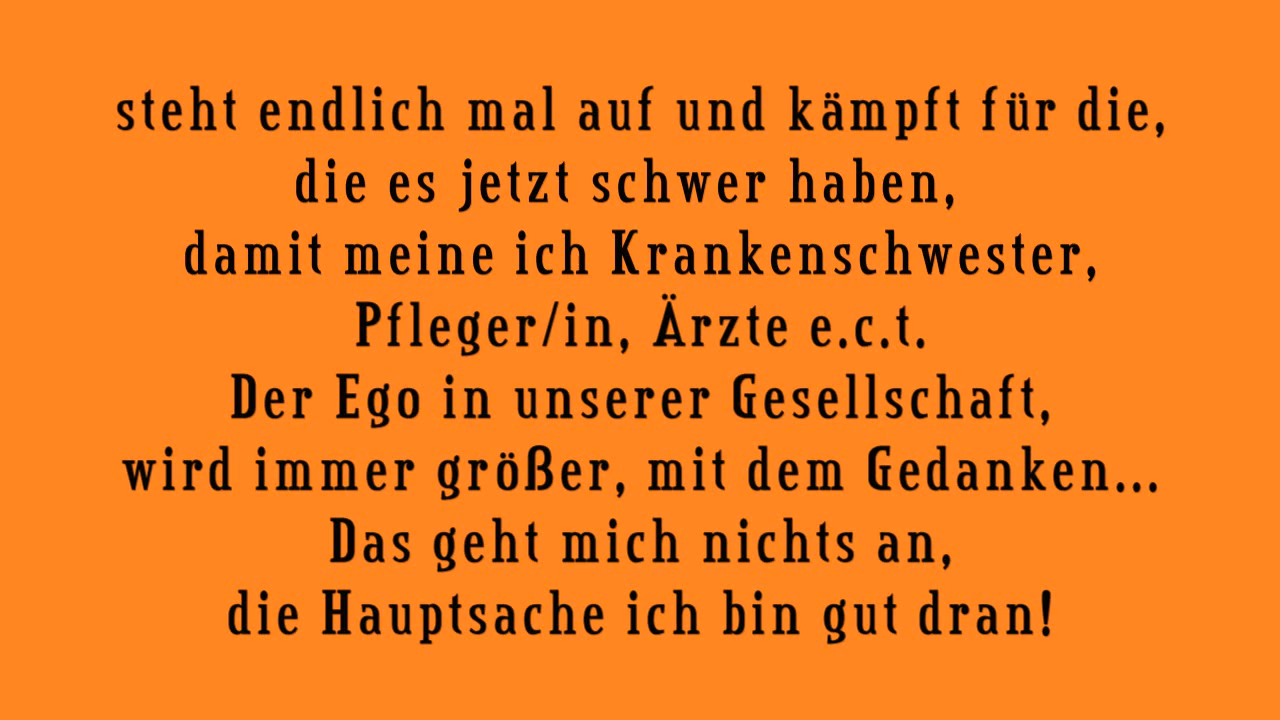 steht endlich mal auf und kämpft für die,
die es jetzt schwer haben,
damit meine ich Krankenschwester,
Pfleger/in, Ärzte e.c.t.
Der Ego in unserer Gesellschaft,
wird immer größer, mit dem Gedanken...
Das geht mich nichts an,
die Hauptsache ich bin gut dran!